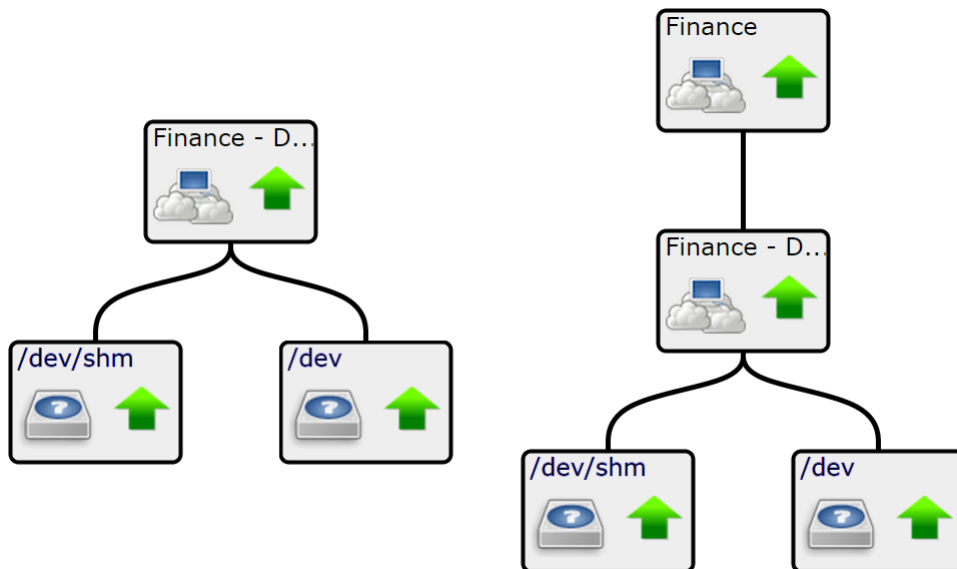 Finance - D...
/dev/shm
/dev
Finance
Finance - D...
/dev/shm
/dev
?
?
?
?